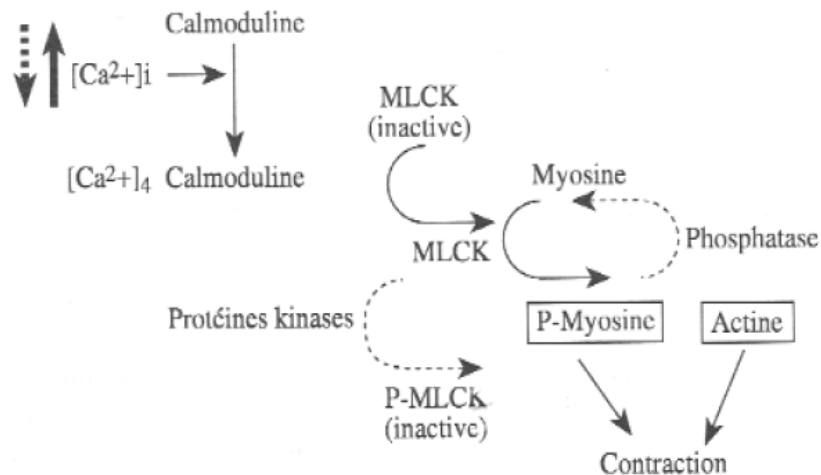 Calmoduline
[Ca2+]i
MLCK
(inactive)
[Ca2+]4 Calmoduline
Myosine
MLCK
Phosphatase
Protéines kinases
P-Myosine
Actine
P-MLCK
(inactive)
Contraction